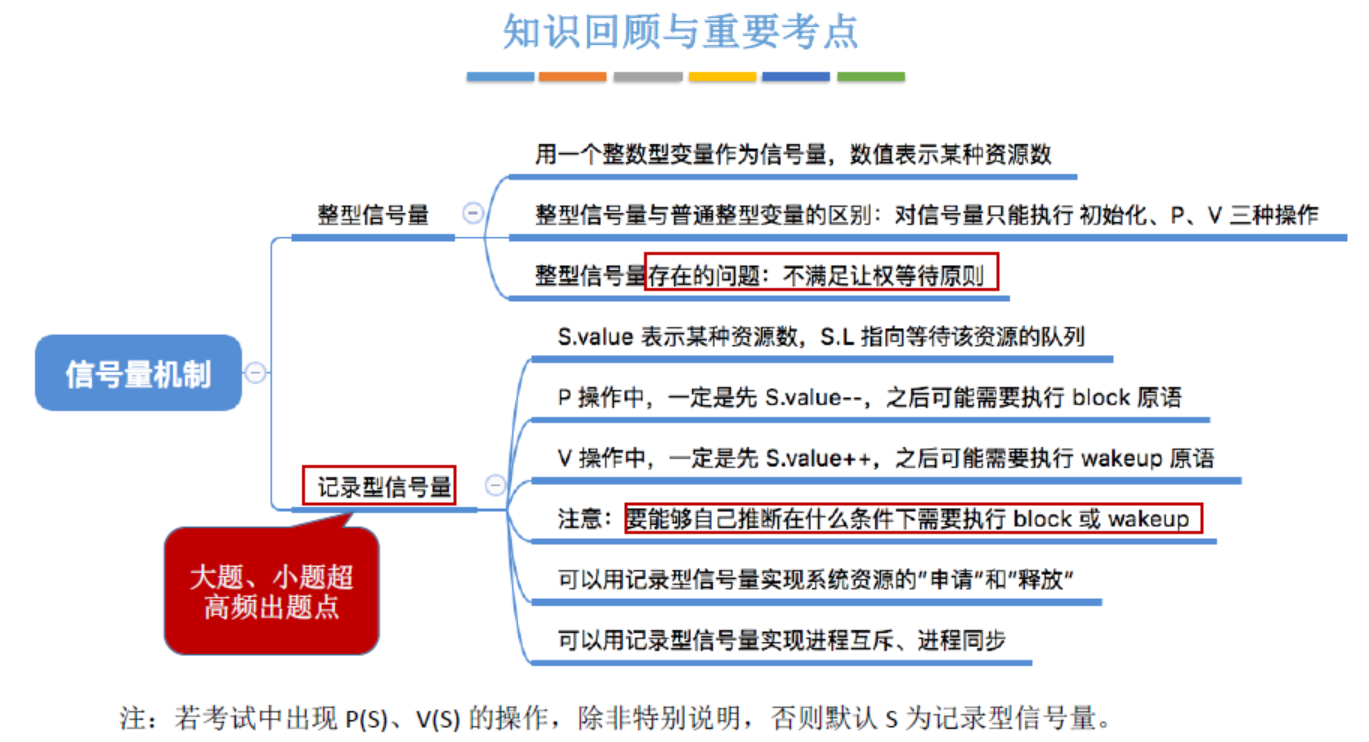 知识回顾与重要考点
用一个整数型变量作为信号量，数值表示某种资源数
整型信号量
整型信号量与普通整型变量的区别：对信号量只能执行 初始化、P、V 三种操作
整型信号量存在的问题：不满足让权等待原则
信号量机制
S.value 表示某种资源数，S.L 指向等待该资源的队列
P 操作中，一定是先 S.value--，之后可能需要执行 block 原语
V 操作中，一定是先 S.value++，之后可能需要执行 wakeup 原语
记录型信号量
注意：要能够自己推断在什么条件下需要执行 block 或 wakeup
可以用记录型信号量实现系统资源的“申请“和”释放“
可以用记录型信号量实现进程互斥、进程同步
大题、小题超
高频出题点
注：若考试中出现 P(S)、V(S) 的操作，除非特别说明，否则默认 S 为记录型信号量。